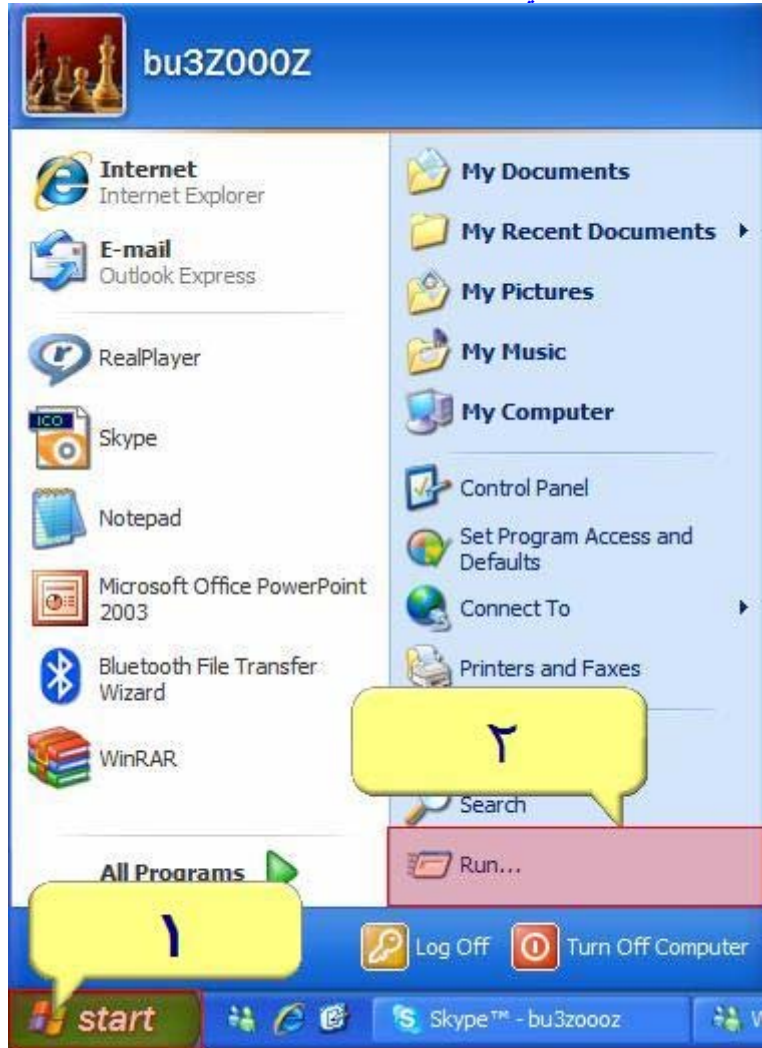 bu3Z000Z
Internet
Internet Explorer
E-mail
Outlook Express
RealPlayer
ICO
Skype
Notepad
Microsoft Office PowerPoint
2003
Bluetooth File Transfer
Wizard
WinRAR
All Programs
My Documents
My Recent Documents
My Pictures
My Music
My Computer
Control Panel
Set Program Access and
Defaults
Connect To
Printers and Faxes
٢
Search
Run...
١
Log Off
Turn Off Computer
start
Skype™ - bu3zoooz